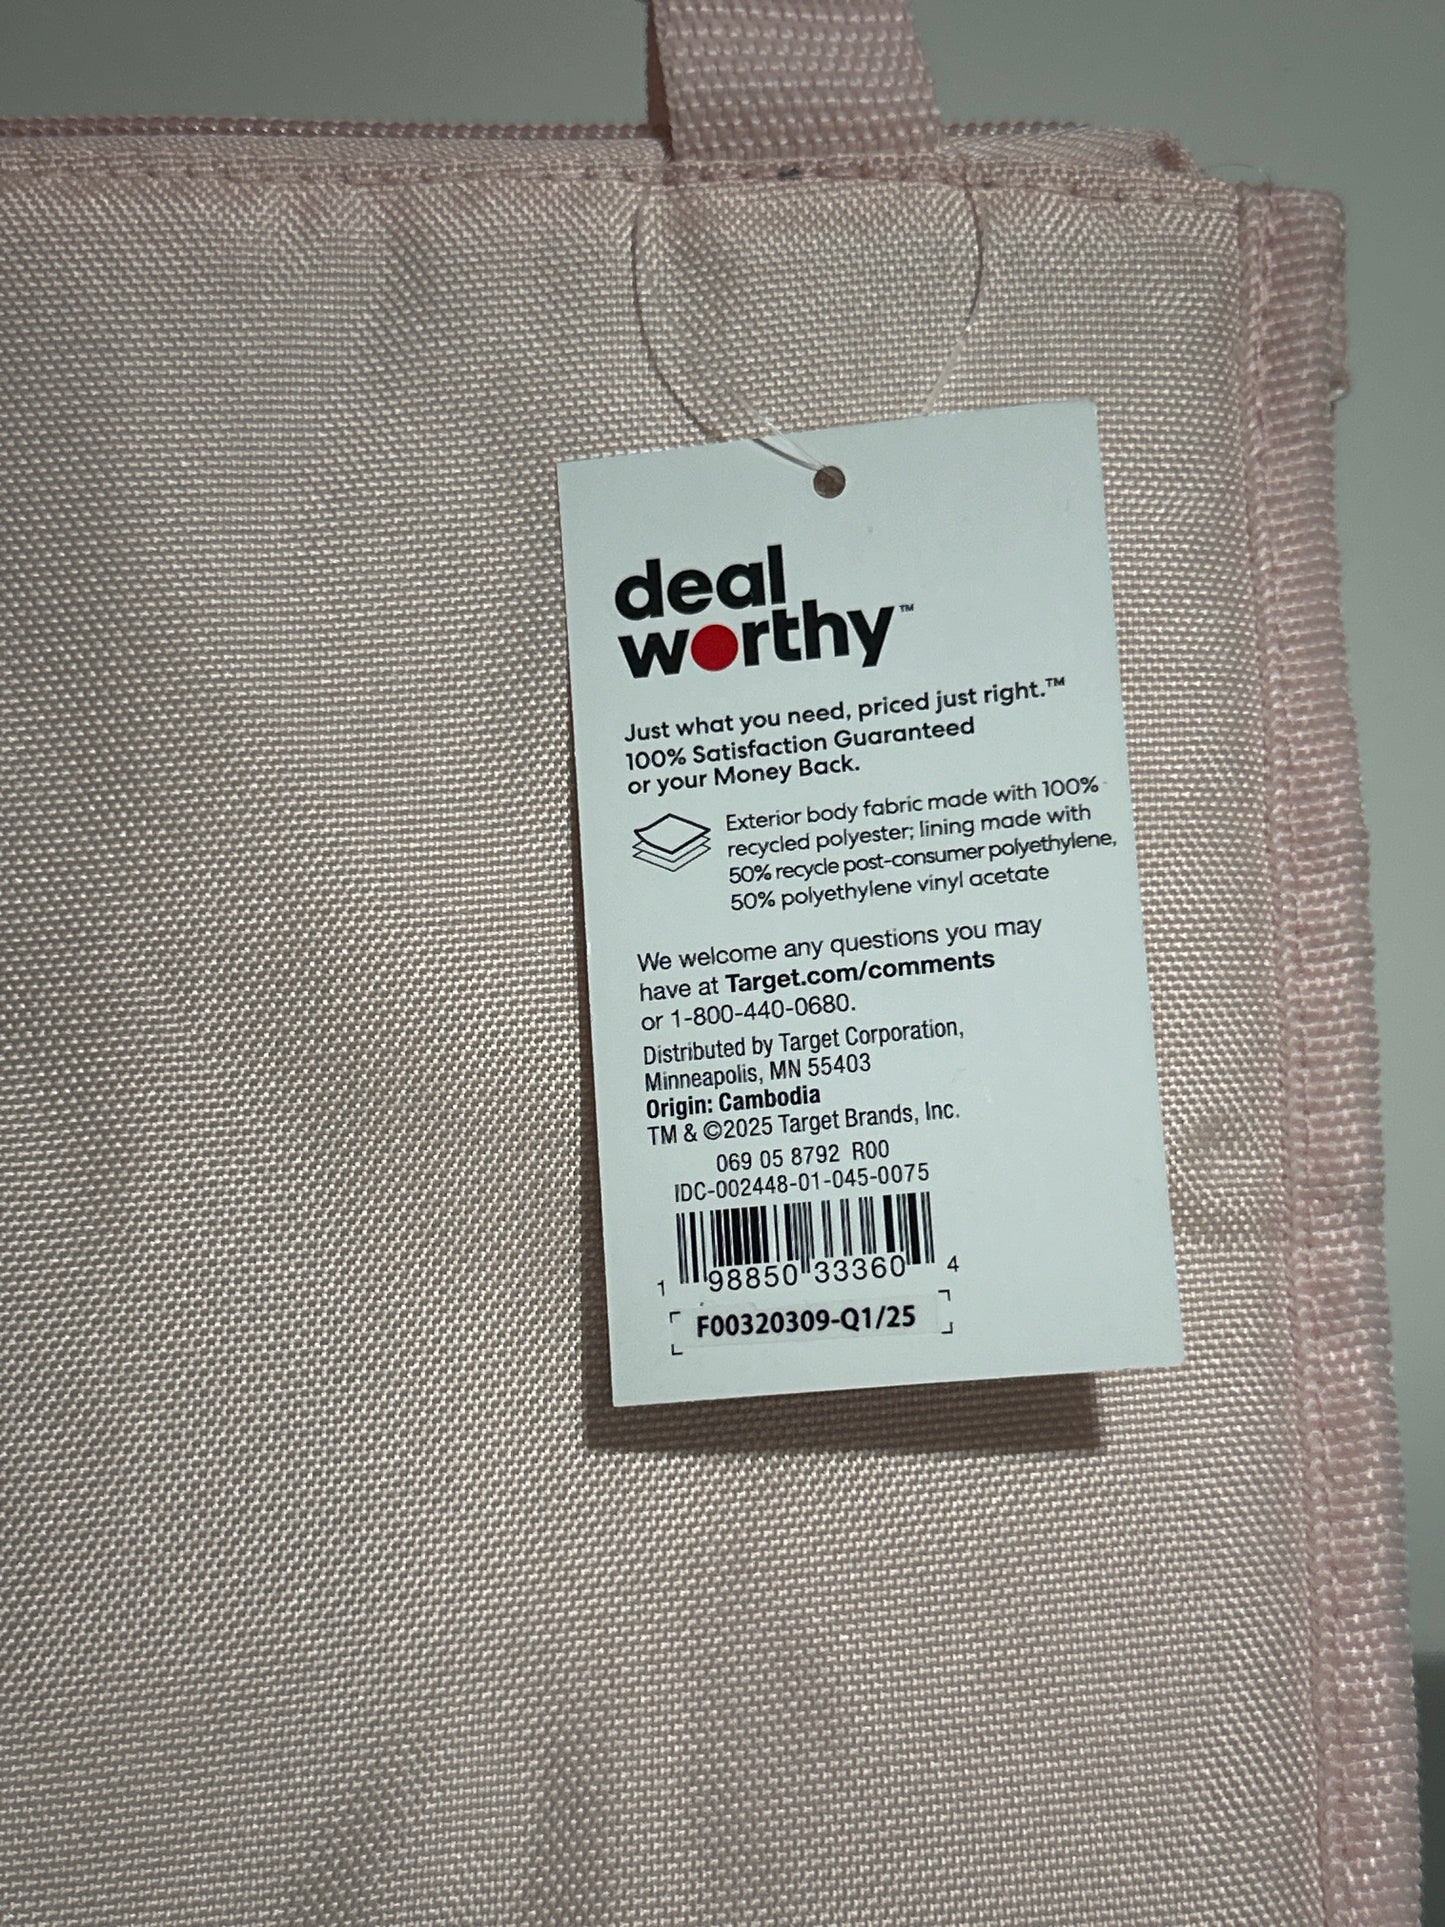 deal
worthy™
Just what you need, priced just right.™
100% Satisfaction Guaranteed
or your Money Back.
Exterior body fabric made with 100%
recycled polyester; lining made with
50% recycle post-consumer polyethylene,
50% polyethylene vinyl acetate
We welcome any questions you may
have at Target.com/comments
or 1-800-440-0680.
Distributed by Target Corporation,
Minneapolis, MN 55403
Origin: Cambodia
TM & ©2025 Target Brands, Inc.
069 05 8792 R00
IDC-002448-01-045-0075
1 98850 33360 4
F00320309-Q1/25